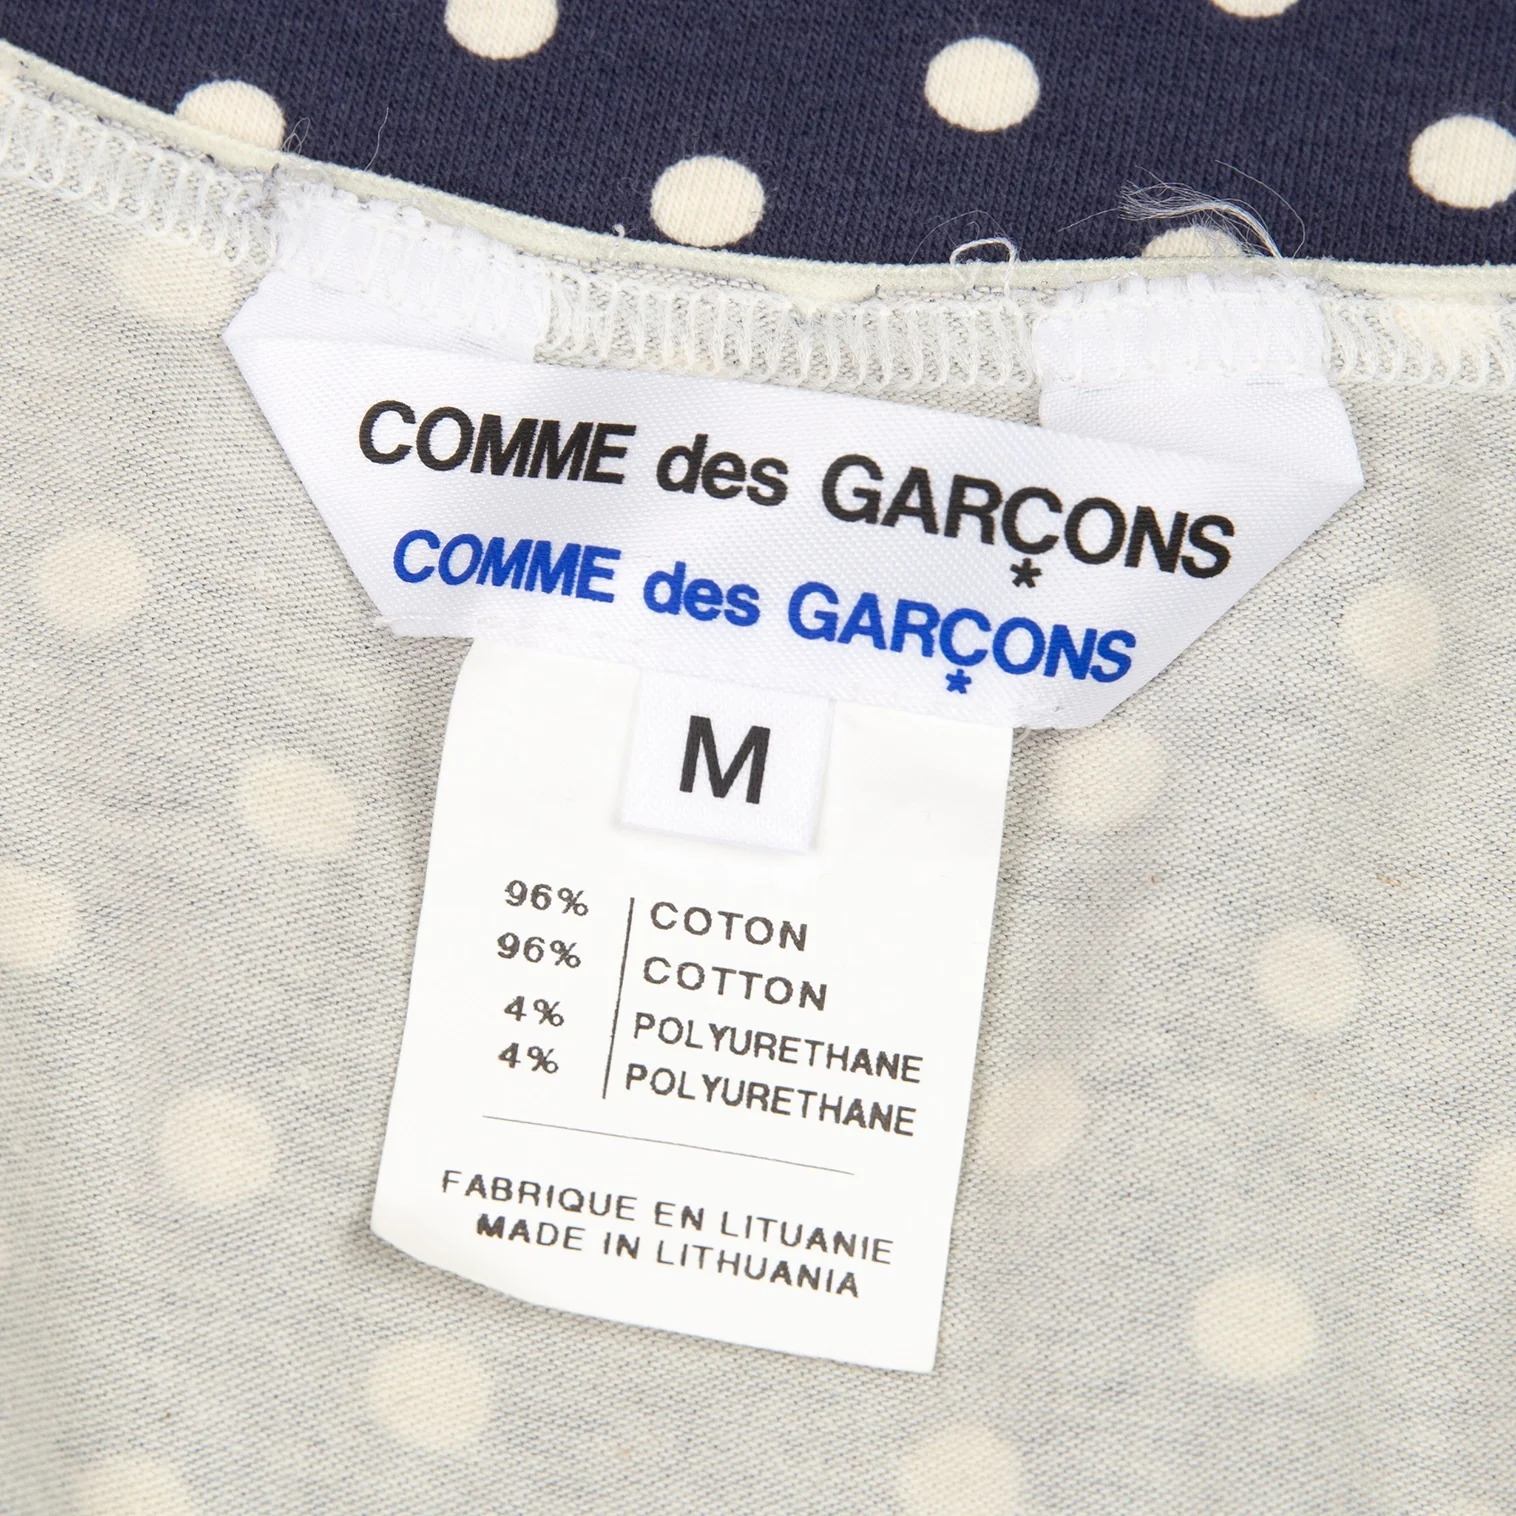 COMME des GARÇONS
*
COMME des GARÇONS
*
M
96% COTON
96% COTTON
4% POLYURETHANE
4% POLYURETHANE
FABRIQUE EN LITUANIE
MADE IN LITHUANIA